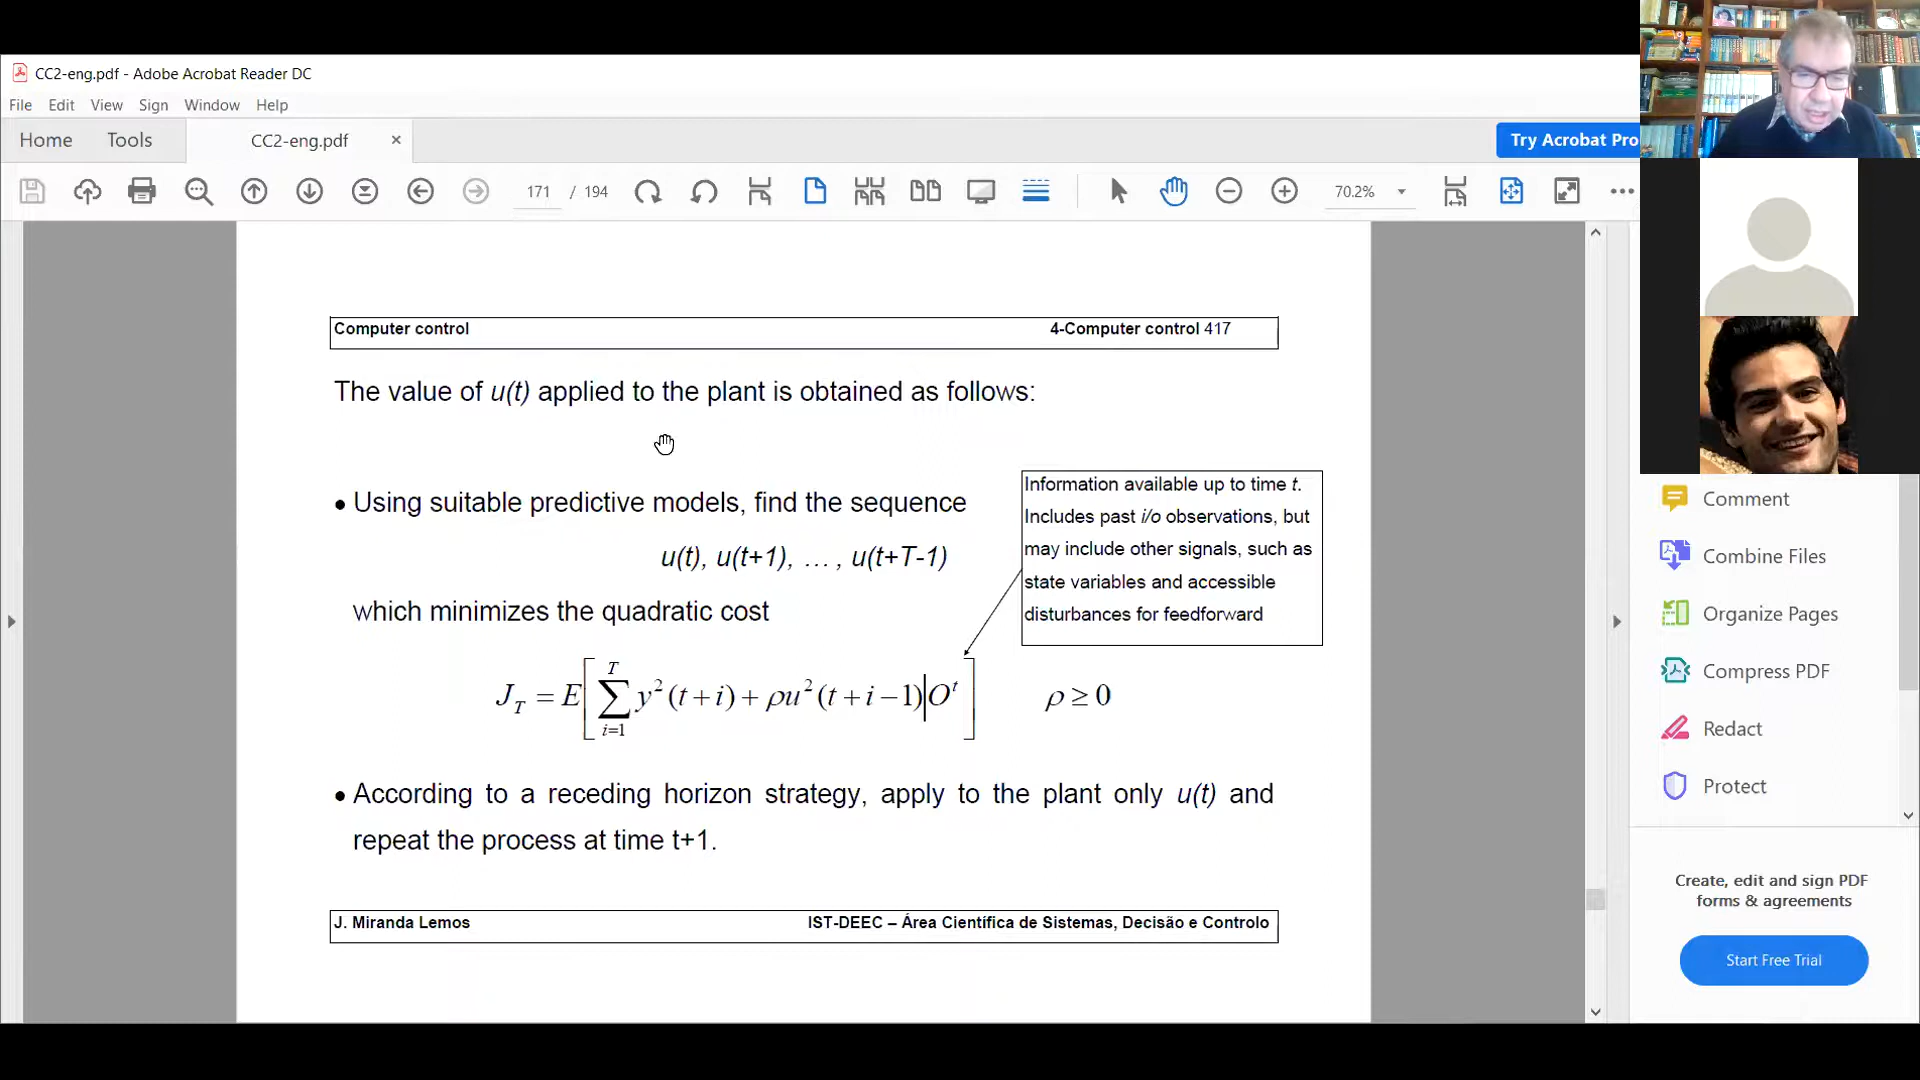 CC2-eng.pdf - Adobe Acrobat Reader DC
File Edit View Sign Window Help
Home Tools CC2-eng.pdf × Try Acrobat Pro
171 / 194 70.2%
Computer control 4-Computer control 417
The value of u(t) applied to the plant is obtained as follows:
• Using suitable predictive models, find the sequence
u(t), u(t+1), … , u(t+T-1)
which minimizes the quadratic cost
Information available up to time t.
Includes past i/o observations, but
may include other signals, such as
state variables and accessible
disturbances for feedforward
J_T = E[∑_{i=1}^{T} y²(t+i)+ρu²(t+i−1)|O^t] ρ ≥ 0
• According to a receding horizon strategy, apply to the plant only u(t) and
repeat the process at time t+1.
J. Miranda Lemos IST-DEEC – Área Científica de Sistemas, Decisão e Controlo
Comment
Combine Files
Organize Pages
Compress PDF
Redact
Protect
Create, edit and sign PDF
forms & agreements
Start Free Trial